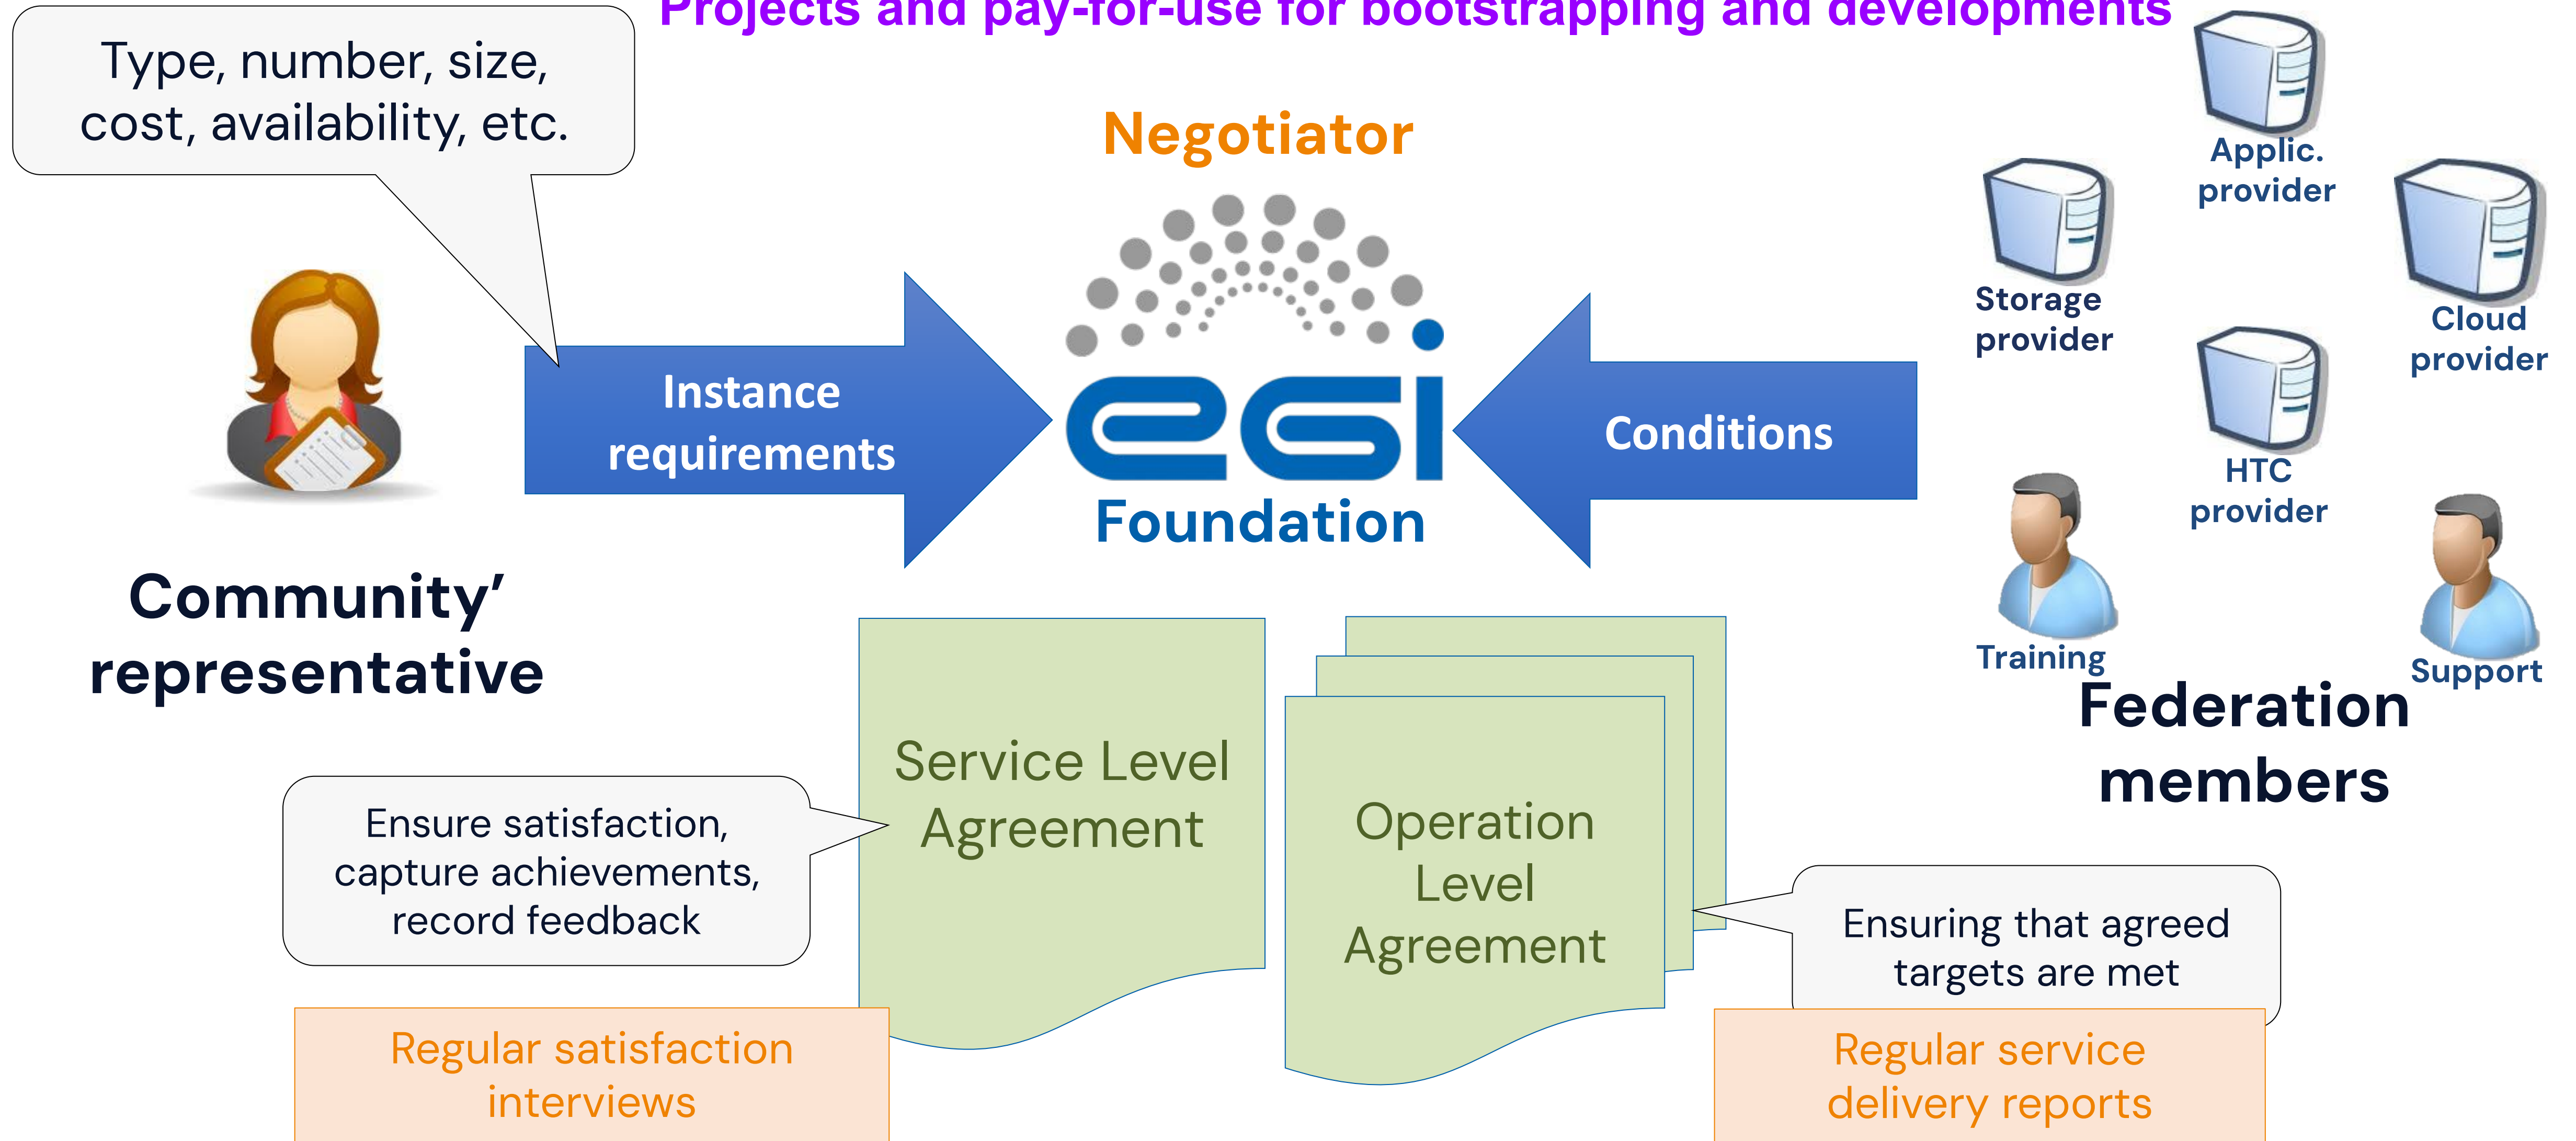 Projects and pay-for-use for bootstrapping and developments
Type, number, size,
cost, availability, etc.
Negotiator
Applic.
provider
Storage
provider
Cloud
provider
HTC
provider
Instance
requirements
egi
Foundation
Conditions
Community’
representative
Training
Support
Federation
members
Service Level
Agreement
Operation
Level
Agreement
Ensure satisfaction,
capture achievements,
record feedback
Ensuring that agreed
targets are met
Regular satisfaction
interviews
Regular service
delivery reports